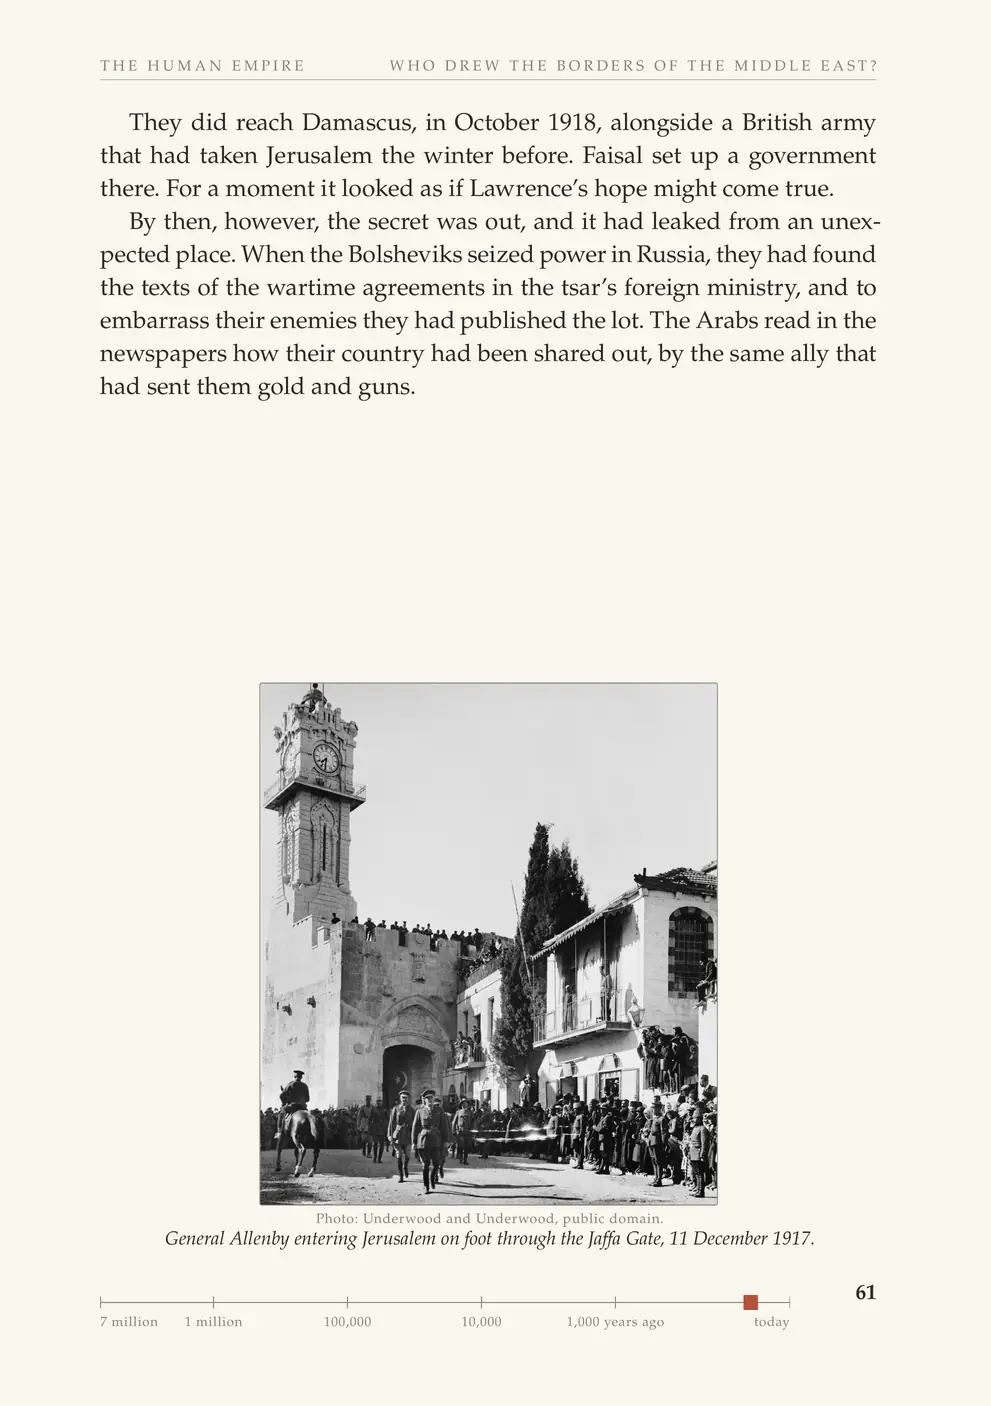 THE HUMAN EMPIRE
WHO DREW THE BORDERS OF THE MIDDLE EAST?
They did reach Damascus, in October 1918, alongside a British army
that had taken Jerusalem the winter before. Faisal set up a government
there. For a moment it looked as if Lawrence’s hope might come true.
By then, however, the secret was out, and it had leaked from an unex-
pected place. When the Bolsheviks seized power in Russia, they had found
the texts of the wartime agreements in the tsar’s foreign ministry, and to
embarrass their enemies they had published the lot. The Arabs read in the
newspapers how their country had been shared out, by the same ally that
had sent them gold and guns.
Photo: Underwood and Underwood, public domain.
General Allenby entering Jerusalem on foot through the Jaffa Gate, 11 December 1917.
61
7 million 1 million 100,000 10,000 1,000 years ago today